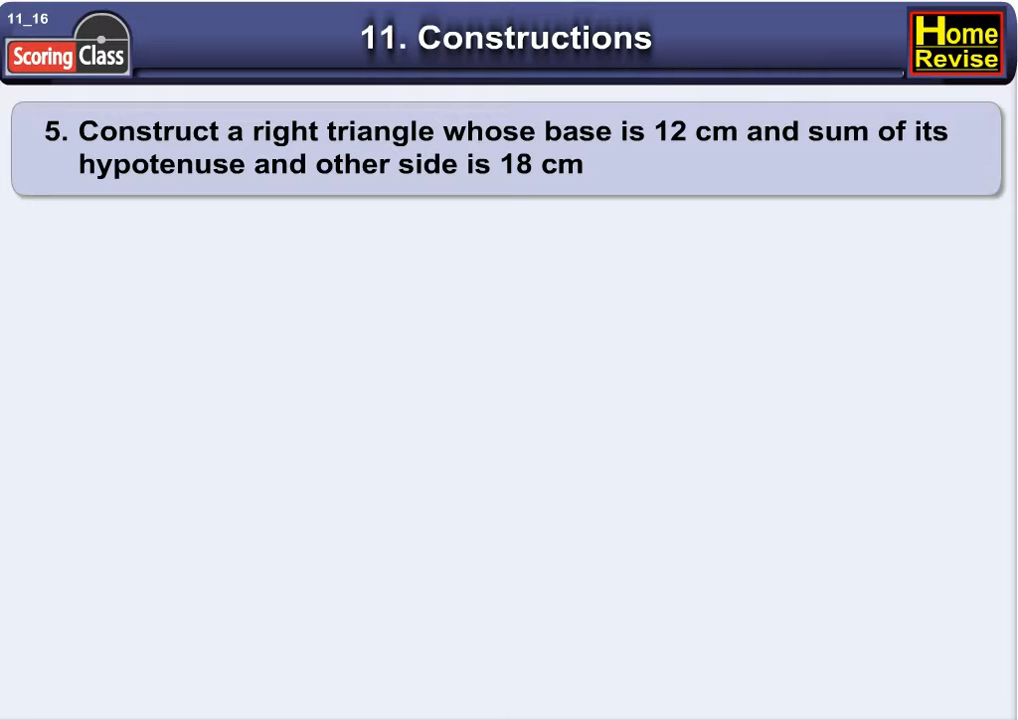 11_16
Scoring Class
11. Constructions
Home
Revise
5. Construct a right triangle whose base is 12 cm and sum of its
hypotenuse and other side is 18 cm